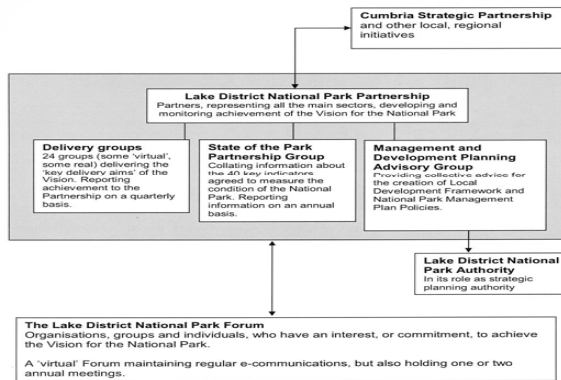 Cumbria Strategic Partnership
and other local, regional
initiatives
Lake District National Park Partnership
Partners, representing all the main sectors, developing and
monitoring achievement of the Vision for the National Park
Delivery groups
24 groups (some 'virtual',
some real) delivering the
'key delivery aims' of the
Vision. Reporting
achievement to the
Partnership on a quarterly
basis.
State of the Park
Partnership Group
Collating information about
the 40 key indicators
agreed to measure the
condition of the National
Park. Reporting
information on an annual
basis.
Management and
Development Planning
Advisory Group
Providing collective advice for
the creation of Local
Development Framework and
National Park Management
Plan Policies.
Lake District National
Park Authority
In its role as strategic
planning authority
The Lake District National Park Forum
Organisations, groups and individuals, who have an interest, or commitment, to achieve
the Vision for the National Park.
A 'virtual' Forum maintaining regular e-communications, but also holding one or two
annual meetings.